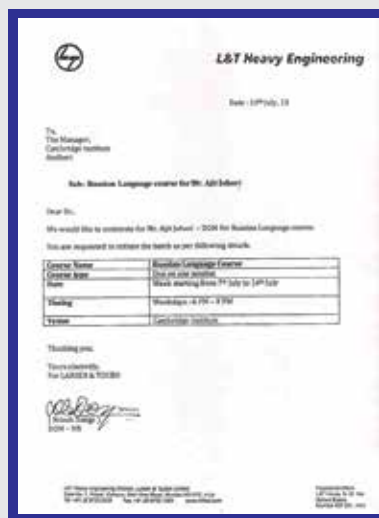 L&T Heavy Engineering
Date : 10th July, 18
To,
The Manager,
Cambridge Institute
Andheri
Sub: Russian Language course for Mr. Ajit Johari
Dear Sir,
We would like to nominate for Mr. Ajit Johari – DGM for Russian Language course.
You are requested to initiate the batch as per following details.
Course Name Russian Language Course
Course type One on one session
Date Week starting from 7th July to 24th July
Timing Weekdays : 6 PM – 8 PM
Venue Cambridge Institute
Thanking you,
Yours sincerely,
For LARSEN & TOUBRO
DGM – HR